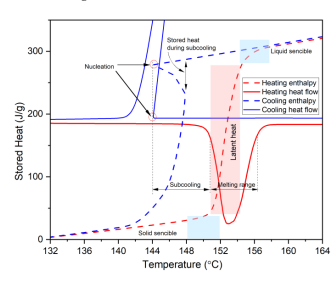 Stored heat
during subcooling
Liquid sencible
Nucleation
Heating enthalpy
Heating heat flow
Cooling enthalpy
Cooling heat flow
Latent heat
Subcooling
Melting range
Solid sencible
Stored Heat (J/g)
300
200
100
0
132 136 140 144 148 152 156 160 164
Temperature (°C)